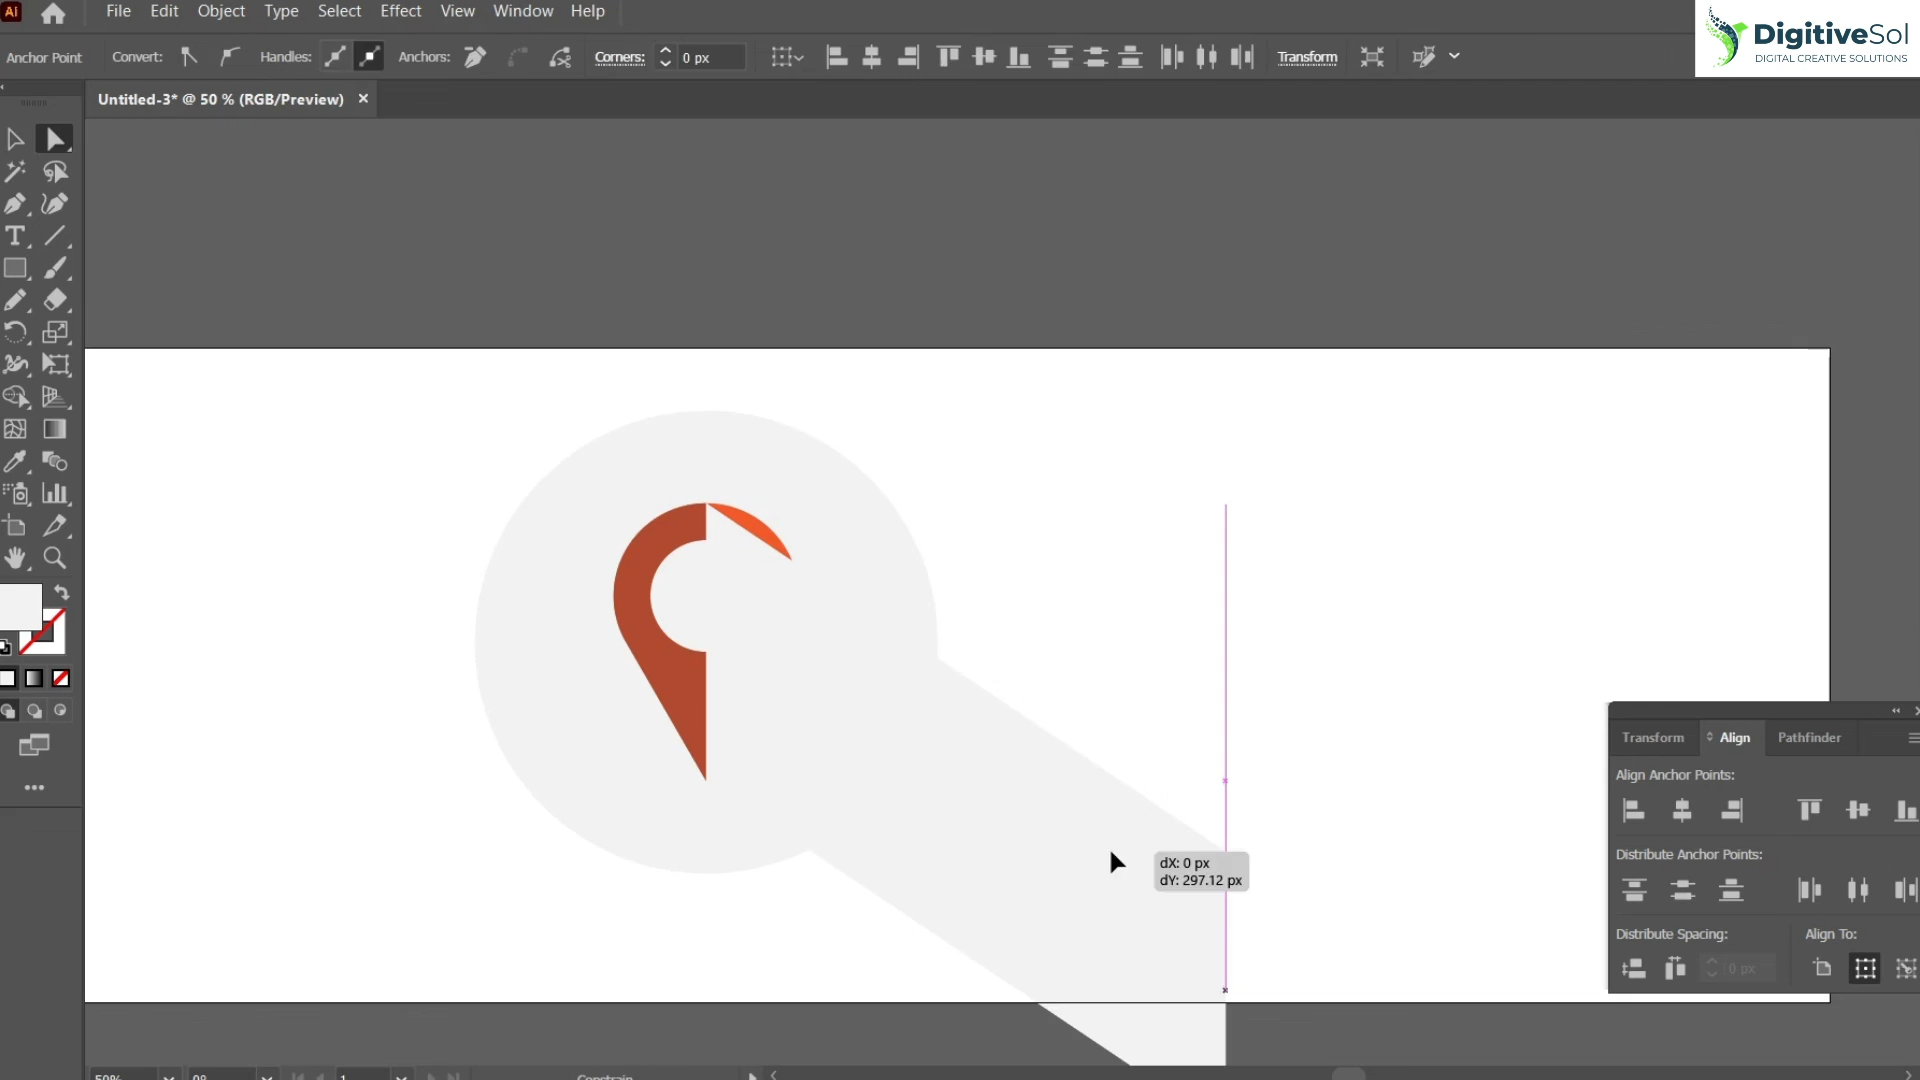 Ai File Edit Object Type Select Effect View Window Help
DigitiveSol
DIGITAL CREATIVE SOLUTIONS
Anchor Point Convert: Handles: Anchors: Corners: 0 px Transform
Untitled-3* @ 50 % (RGB/Preview) ×
dX: 0 px
dY: 297.12 px
Transform Align Pathfinder
Align Anchor Points:
Distribute Anchor Points:
Distribute Spacing: Align To:
0 px
50% 0° 1 Constrain